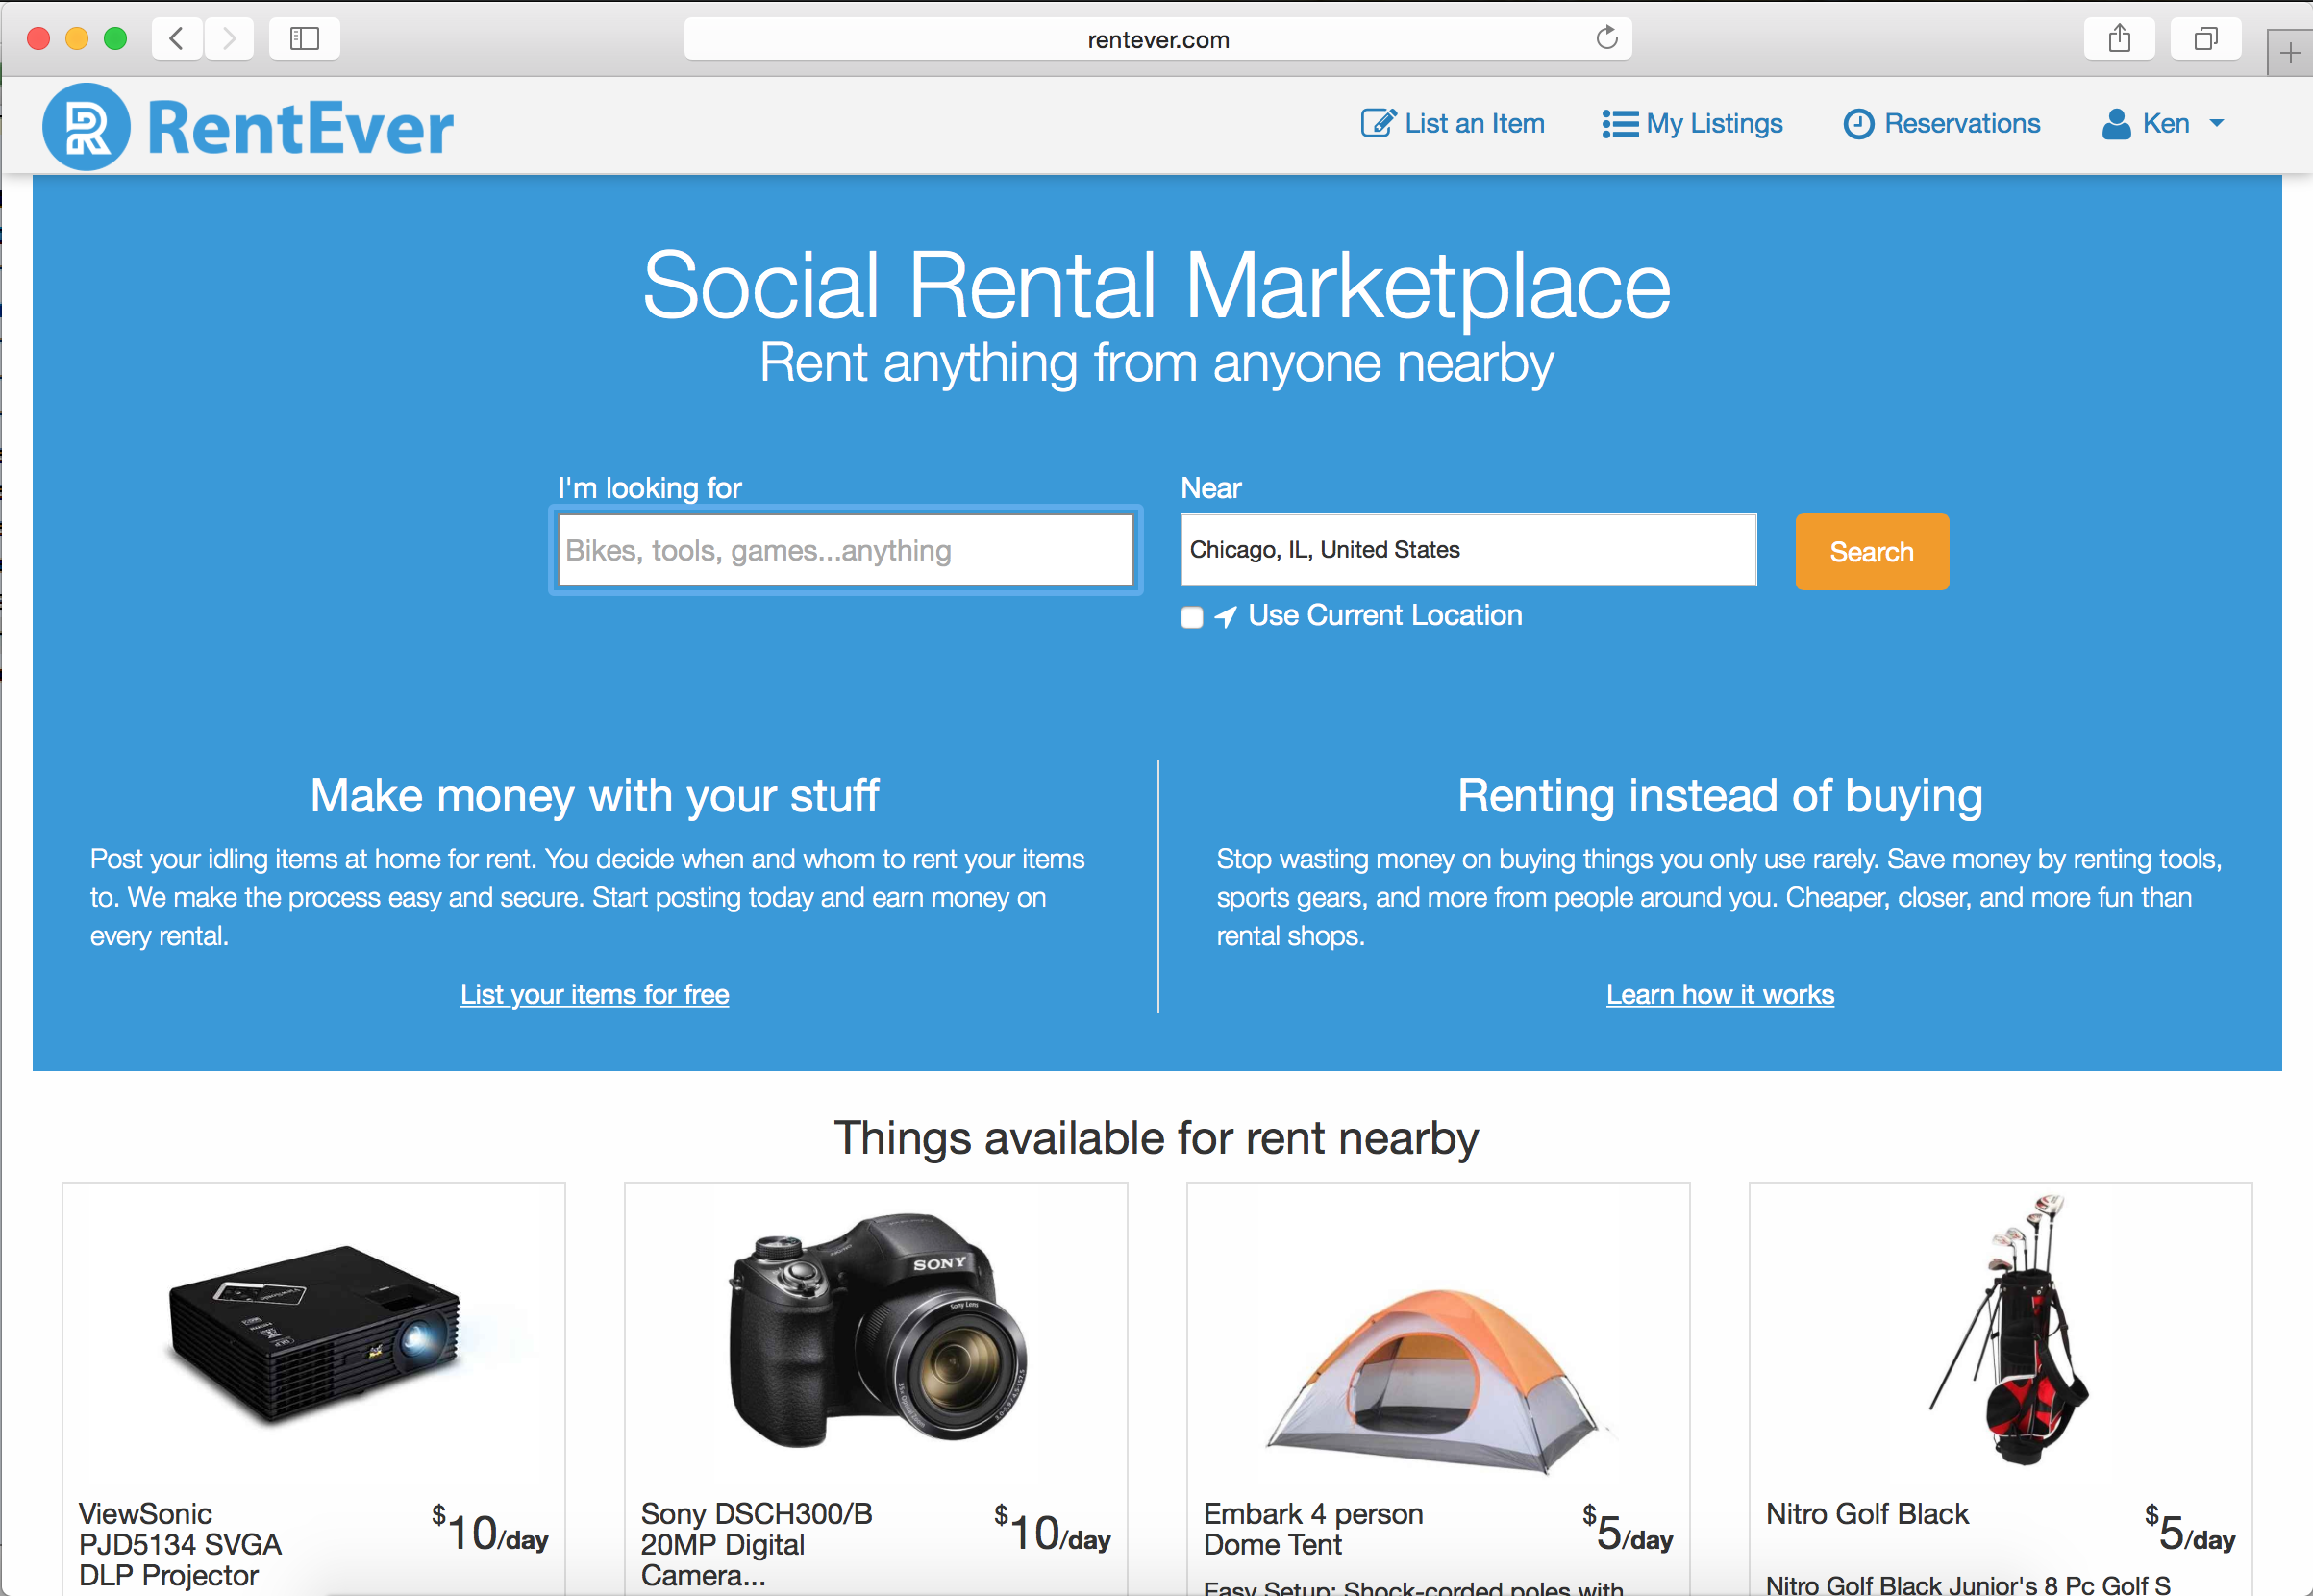 rentever.com
RentEver
List an Item
My Listings
Reservations
Ken
Social Rental Marketplace
Rent anything from anyone nearby
I'm looking for
Bikes, tools, games...anything
Near
Chicago, IL, United States
Search
Use Current Location
Make money with your stuff
Post your idling items at home for rent. You decide when and whom to rent your items
to. We make the process easy and secure. Start posting today and earn money on
every rental.
List your items for free
Renting instead of buying
Stop wasting money on buying things you only use rarely. Save money by renting tools,
sports gears, and more from people around you. Cheaper, closer, and more fun than
rental shops.
Learn how it works
Things available for rent nearby
ViewSonic
SONY
Sony Lens
ViewSonic
PJD5134 SVGA
DLP Projector
$10/day
Sony DSCH300/B
20MP Digital
Camera...
$10/day
Embark 4 person
Dome Tent
$5/day
Easy Setup: Shock-corded poles with
Nitro Golf Black
$5/day
Nitro Golf Black Junior's 8 Pc Golf S